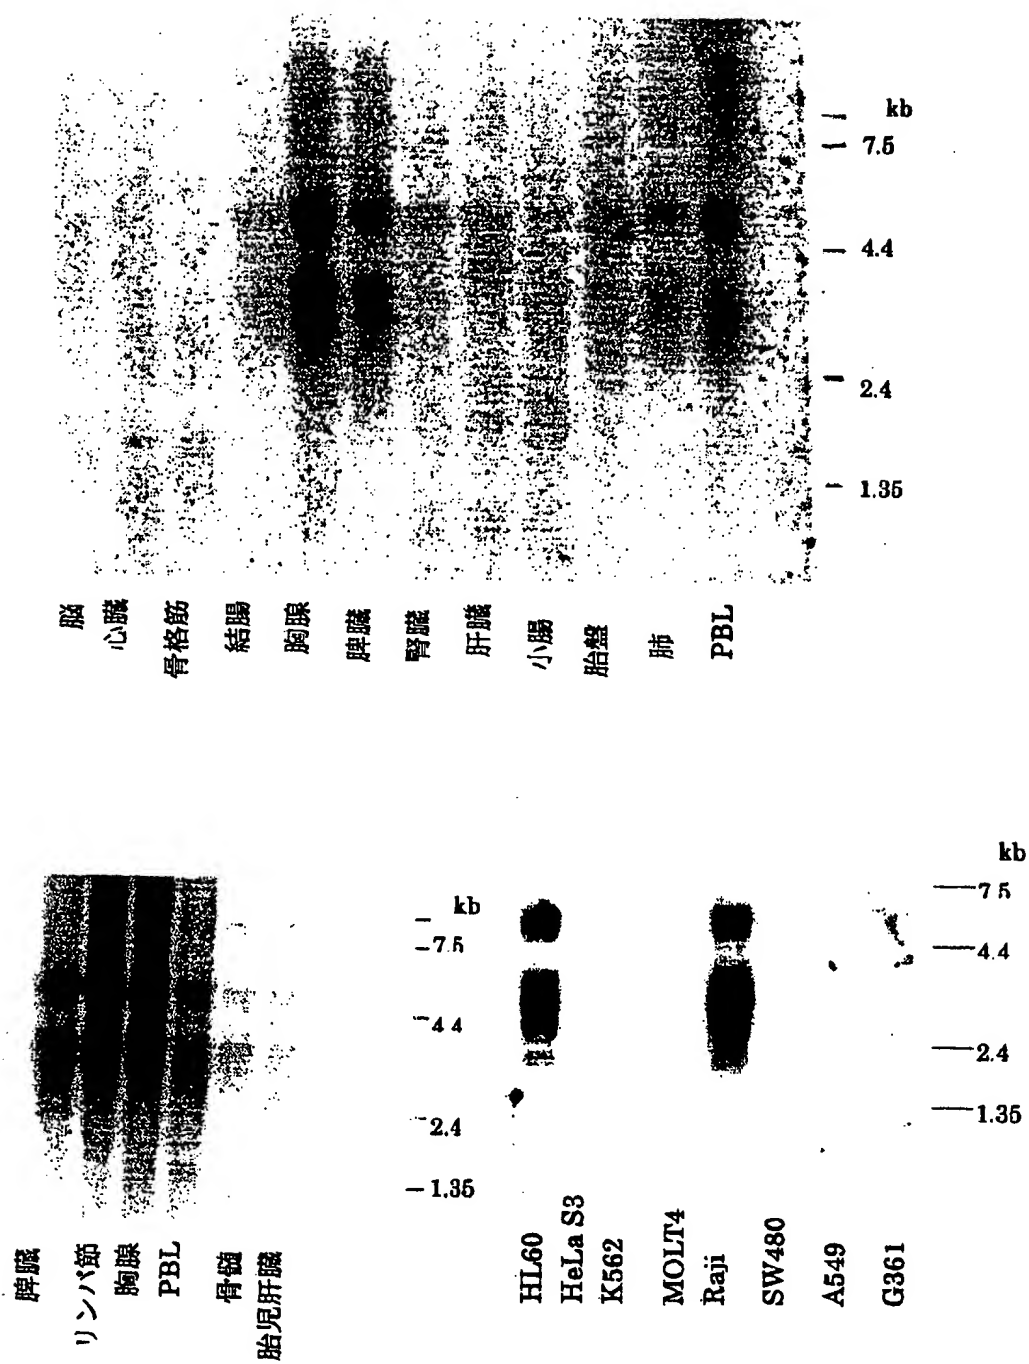 kb
7.5
4.4
2.4
1.35
脳
心臓
骨格筋
結腸
胸腺
脾臓
腎臓
肝臓
小腸
胎盤
肺
PBL
kb
7.5
4.4
2.4
1.35
脾臓
リンパ節
胸腺
PBL
骨髄
胎児肝臓
kb
7.5
4.4
2.4
1.35
HL60
HeLa S3
K562
MOLT4
Raji
SW480
A549
G361